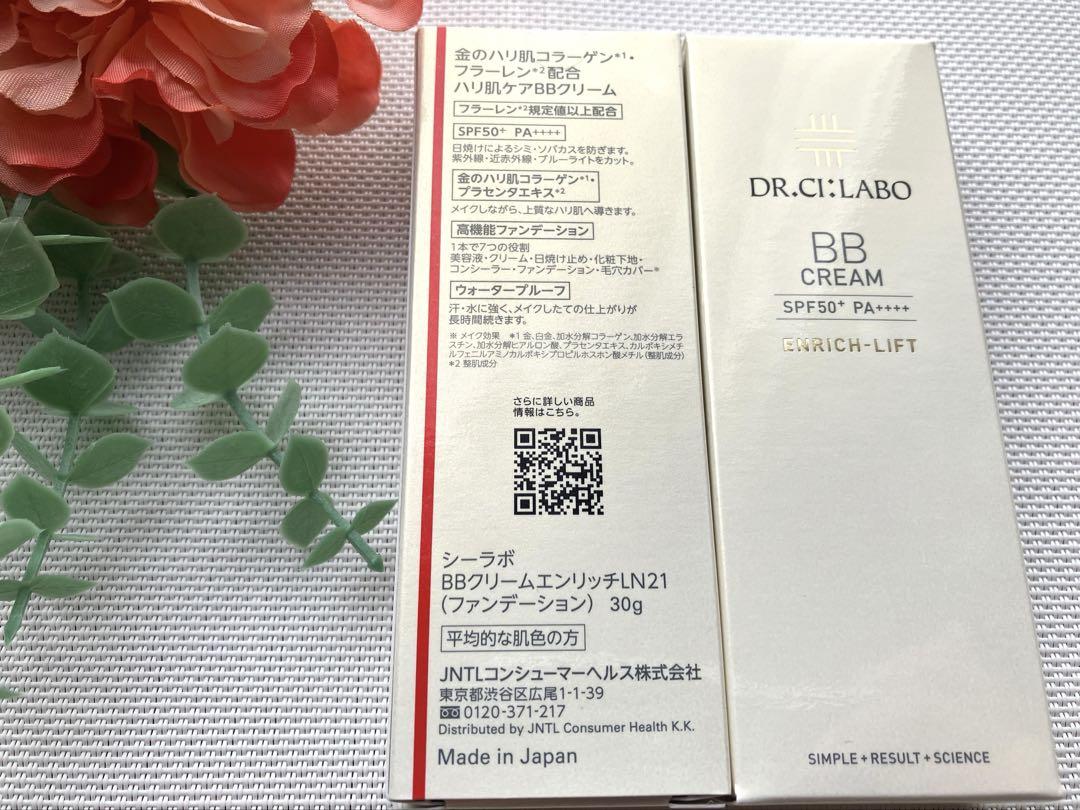 金のハリ肌コラーゲン*1・
フラーレン*2配合
ハリ肌ケアBBクリーム
フラーレン*2規定値以上配合
SPF50+ PA++++
日焼けによるシミ・ソバカスを防ぎます。
紫外線・近赤外線・ブルーライトをカット。
金のハリ肌コラーゲン*1・
プラセンタエキス*2
メイクしながら、上質なハリ肌へ導きます。
高機能ファンデーション
1本で7つの役割
美容液・クリーム・日焼け止め・化粧下地・
コンシーラー・ファンデーション・毛穴カバー※
ウォータープルーフ
汗・水に強く、メイクしたての仕上がりが
長時間続きます。
※ メイク効果 *1 金、白金、加水分解コラーゲン、加水分解エラ
スチン、加水分解ヒアルロン酸、プラセンタエキス、カルボキシメチ
ルフェニルアミノカルボキシプロピルホスホン酸メチル（整肌成分）
*2 整肌成分
さらに詳しい商品
情報はこちら。
シーラボ
BBクリームエンリッチLN21
（ファンデーション） 30g
平均的な肌色の方
JNTLコンシューマーヘルス株式会社
東京都渋谷区広尾1-1-39
0120-371-217
Distributed by JNTL Consumer Health K.K.
Made in Japan
DR.CI:LABO
BB
CREAM
SPF50+ PA++++
ENRICH-LIFT
SIMPLE+RESULT+SCIENCE